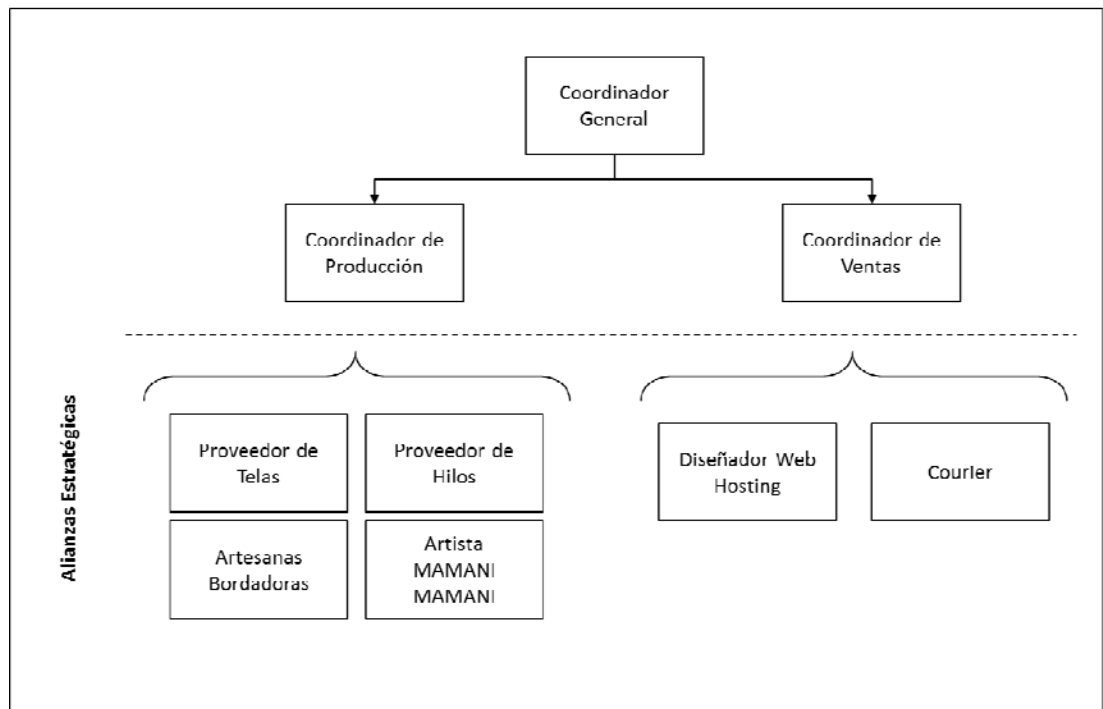 Coordinador
General
Coordinador de
Producción
Coordinador de
Ventas
Alianzas Estratégicas
Proveedor de
Telas
Proveedor de
Hilos
Diseñador Web
Hosting
Courier
Artesanas
Bordadoras
Artista
MAMANI
MAMANI